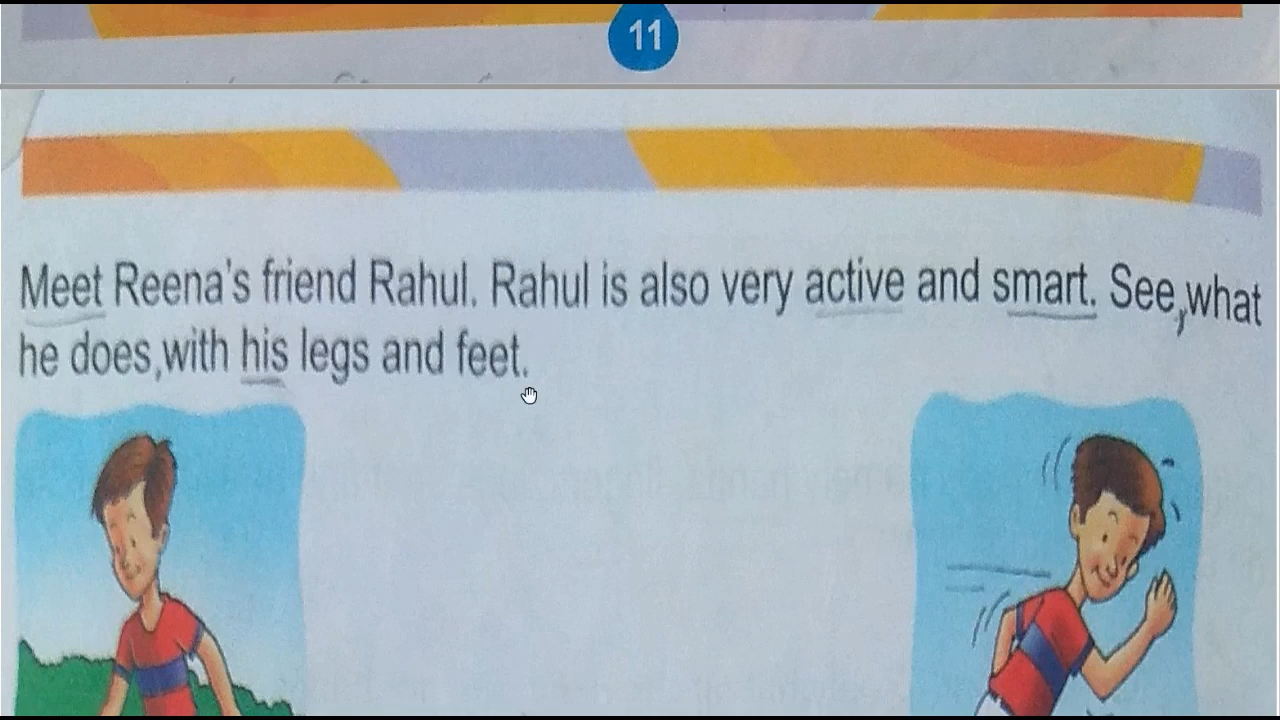 11
Meet Reena's friend Rahul. Rahul is also very active and smart. See, what
he does, with his legs and feet.